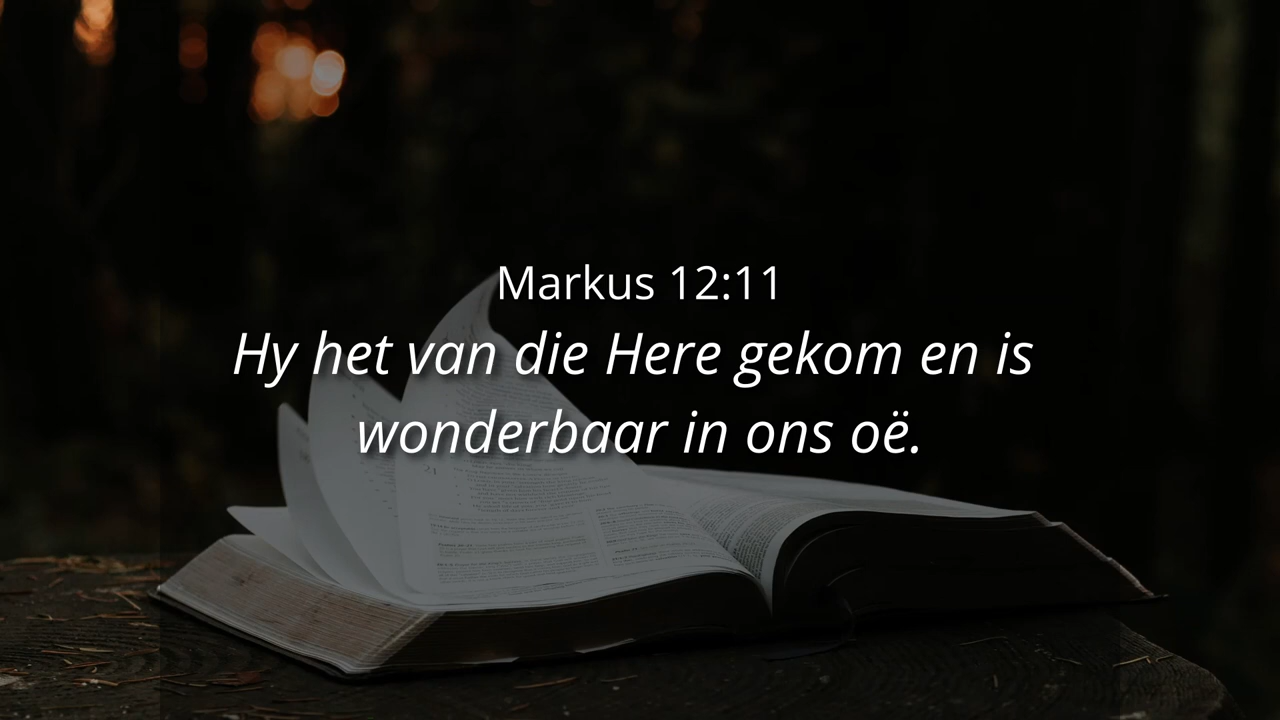 Markus 12:11
Hy het van die Here gekom en is
wonderbaar in ons oë.